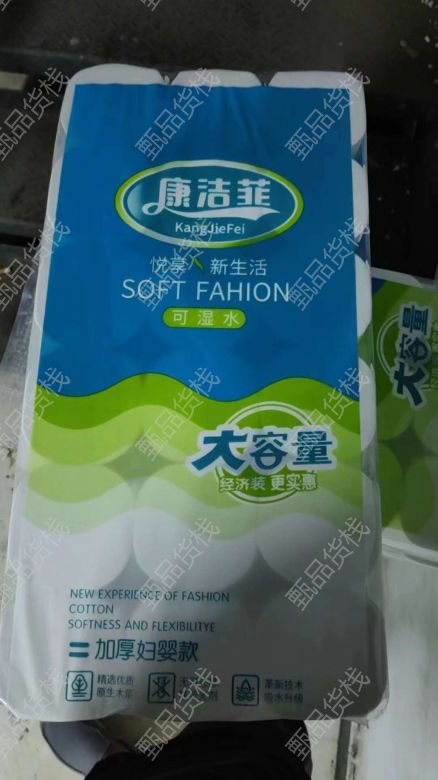 康洁菲
KangJieFei
悦享 新生活
SOFT FAHION
可湿水
大容量
经济装 更实惠
NEW EXPERIENCE OF FASHION
COTTON
SOFTNESS AND FLEXIBILITYE
加厚妇婴款
精选优质
原生木浆
革新技术
吸水升级
大容量
甄品货栈